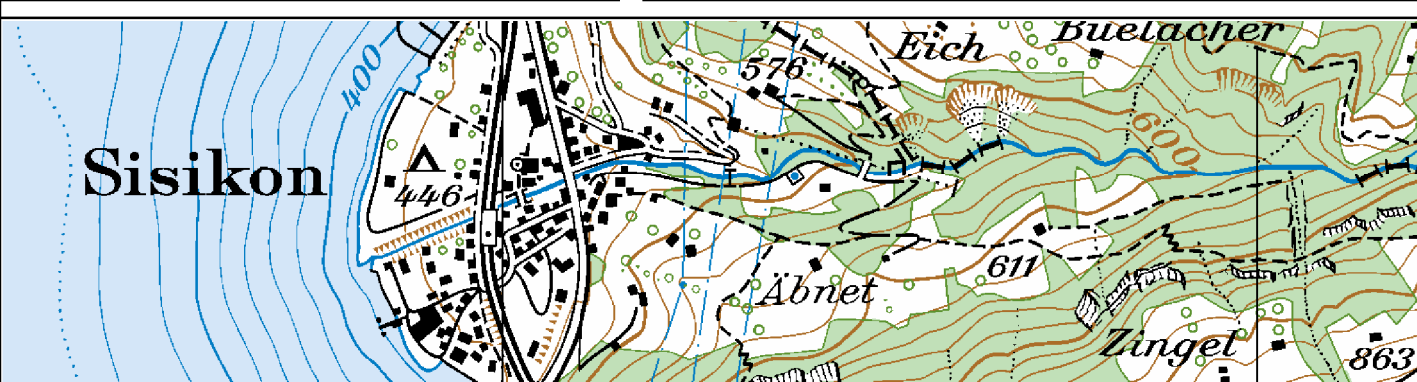 Buelacher
Eich
400
576
600
Sisikon
446
611
Äbnet
Zingel
863